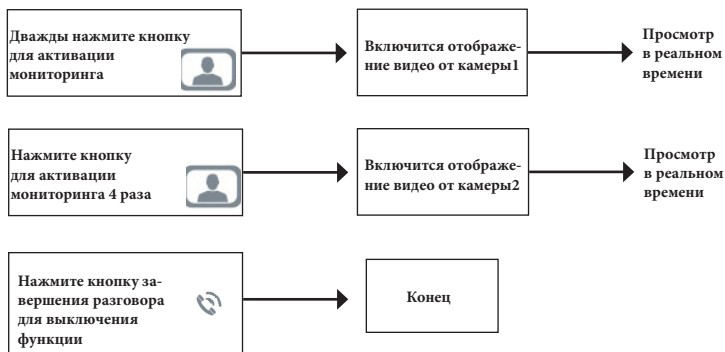 Дважды нажмите кнопку
для активации
мониторинга
Включится отображе-
ние видео от камеры1
Просмотр
в реальном
времени
Нажмите кнопку
для активации
мониторинга 4 раза
Включится отображе-
ние видео от камеры2
Просмотр
в реальном
времени
Нажмите кнопку за-
вершения разговора
для выключения
функции
Конец